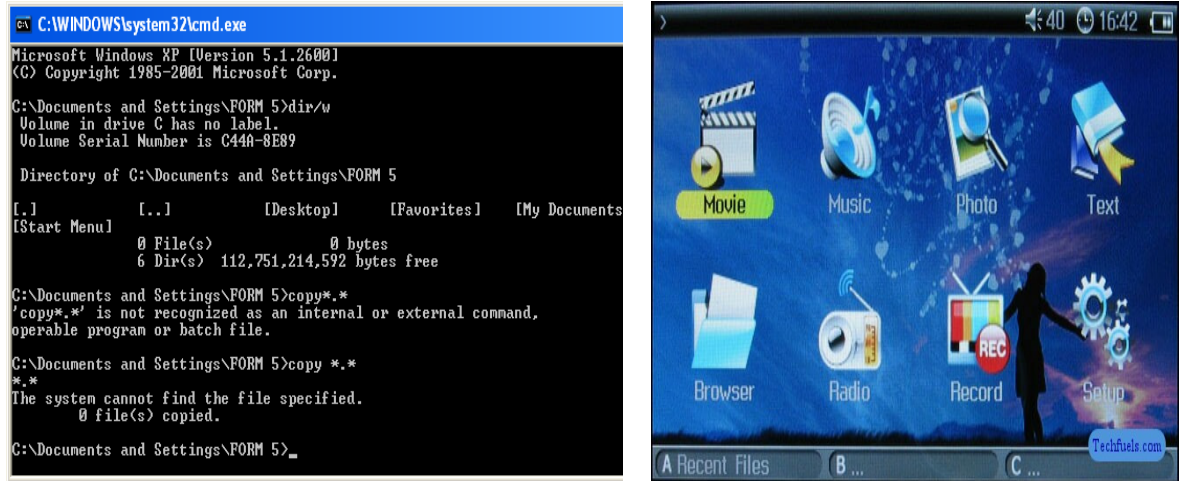 C:\WINDOWS\system32\cmd.exe
Microsoft Windows XP [Version 5.1.2600]
(C) Copyright 1985-2001 Microsoft Corp.
C:\Documents and Settings\FORM 5>dir/w
Volume in drive C has no label.
Volume Serial Number is C44A-8E89
Directory of C:\Documents and Settings\FORM 5
[.] [..] [Desktop] [Favorites] [My Documents
[Start Menu]
0 File(s) 0 bytes
6 Dir(s) 112,751,214,592 bytes free
C:\Documents and Settings\FORM 5>copy*.*
'copy*.*' is not recognized as an internal or external command,
operable program or batch file.
C:\Documents and Settings\FORM 5>copy *.*
*.*
The system cannot find the file specified.
0 file(s) copied.
C:\Documents and Settings\FORM 5>_
> 40 16:42
Movie Music Photo Text
REC
Browser Radio Record Setup
Techfuels.com
A Recent Files B ... C ...